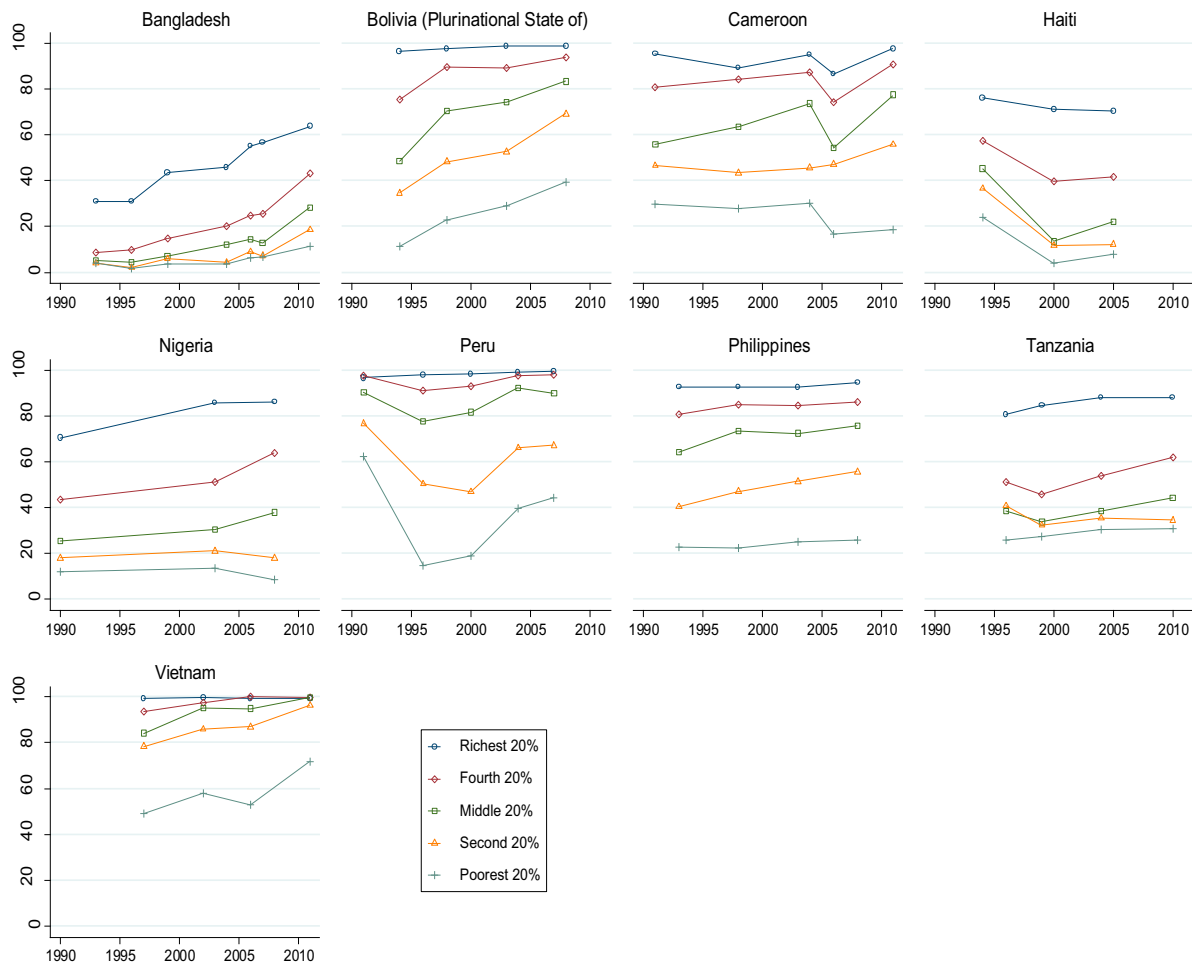 Bangladesh
Bolivia (Plurinational State of)
Cameroon
Haiti
100
80
60
40
20
0
1990 1995 2000 2005 2010
1990 1995 2000 2005 2010
1990 1995 2000 2005 2010
1990 1995 2000 2005 2010
Nigeria
Peru
Philippines
Tanzania
100
80
60
40
20
0
1990 1995 2000 2005 2010
1990 1995 2000 2005 2010
1990 1995 2000 2005 2010
1990 1995 2000 2005 2010
Vietnam
100
80
60
40
20
0
1990 1995 2000 2005 2010
Richest 20%
Fourth 20%
Middle 20%
Second 20%
Poorest 20%